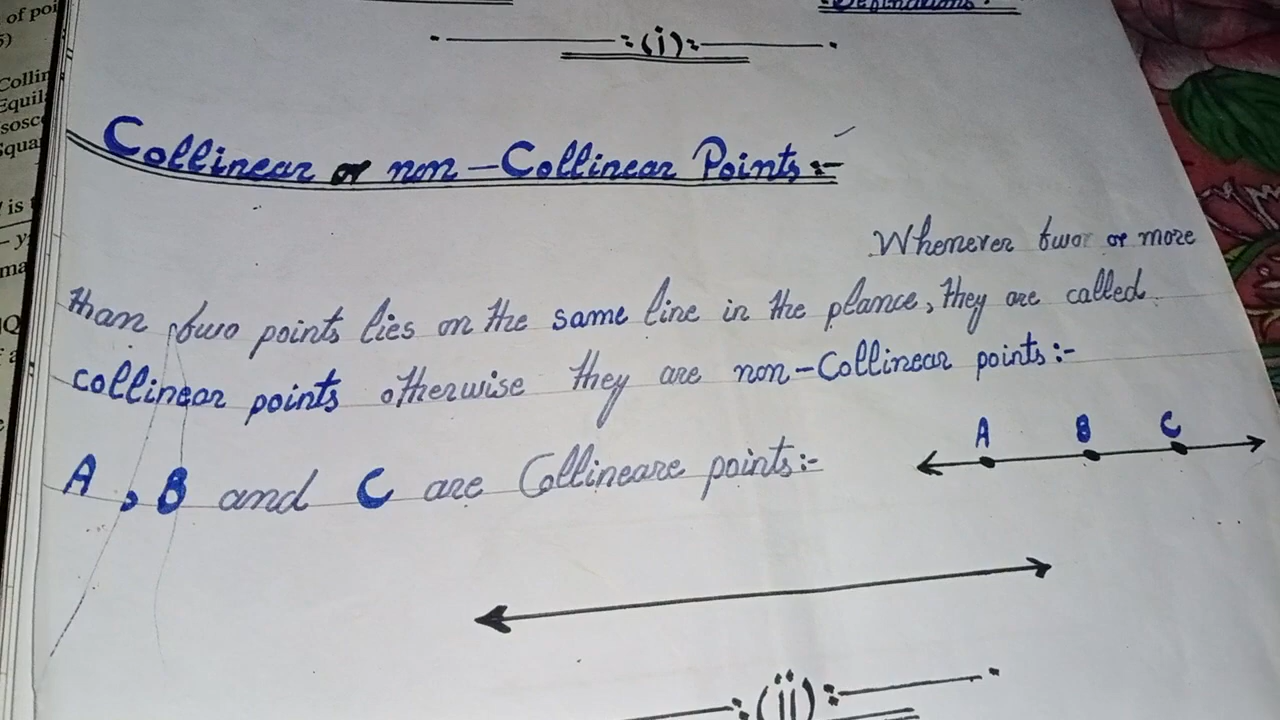 Definations:
:(i):
Collinear or non-Collinear Points:-
Whenever two or more
than two points lies on the same line in the plance, they are called
collinear points otherwise they are non-Collinear points:-
A B C
A, B and C are Collineare points:-
:(ii):